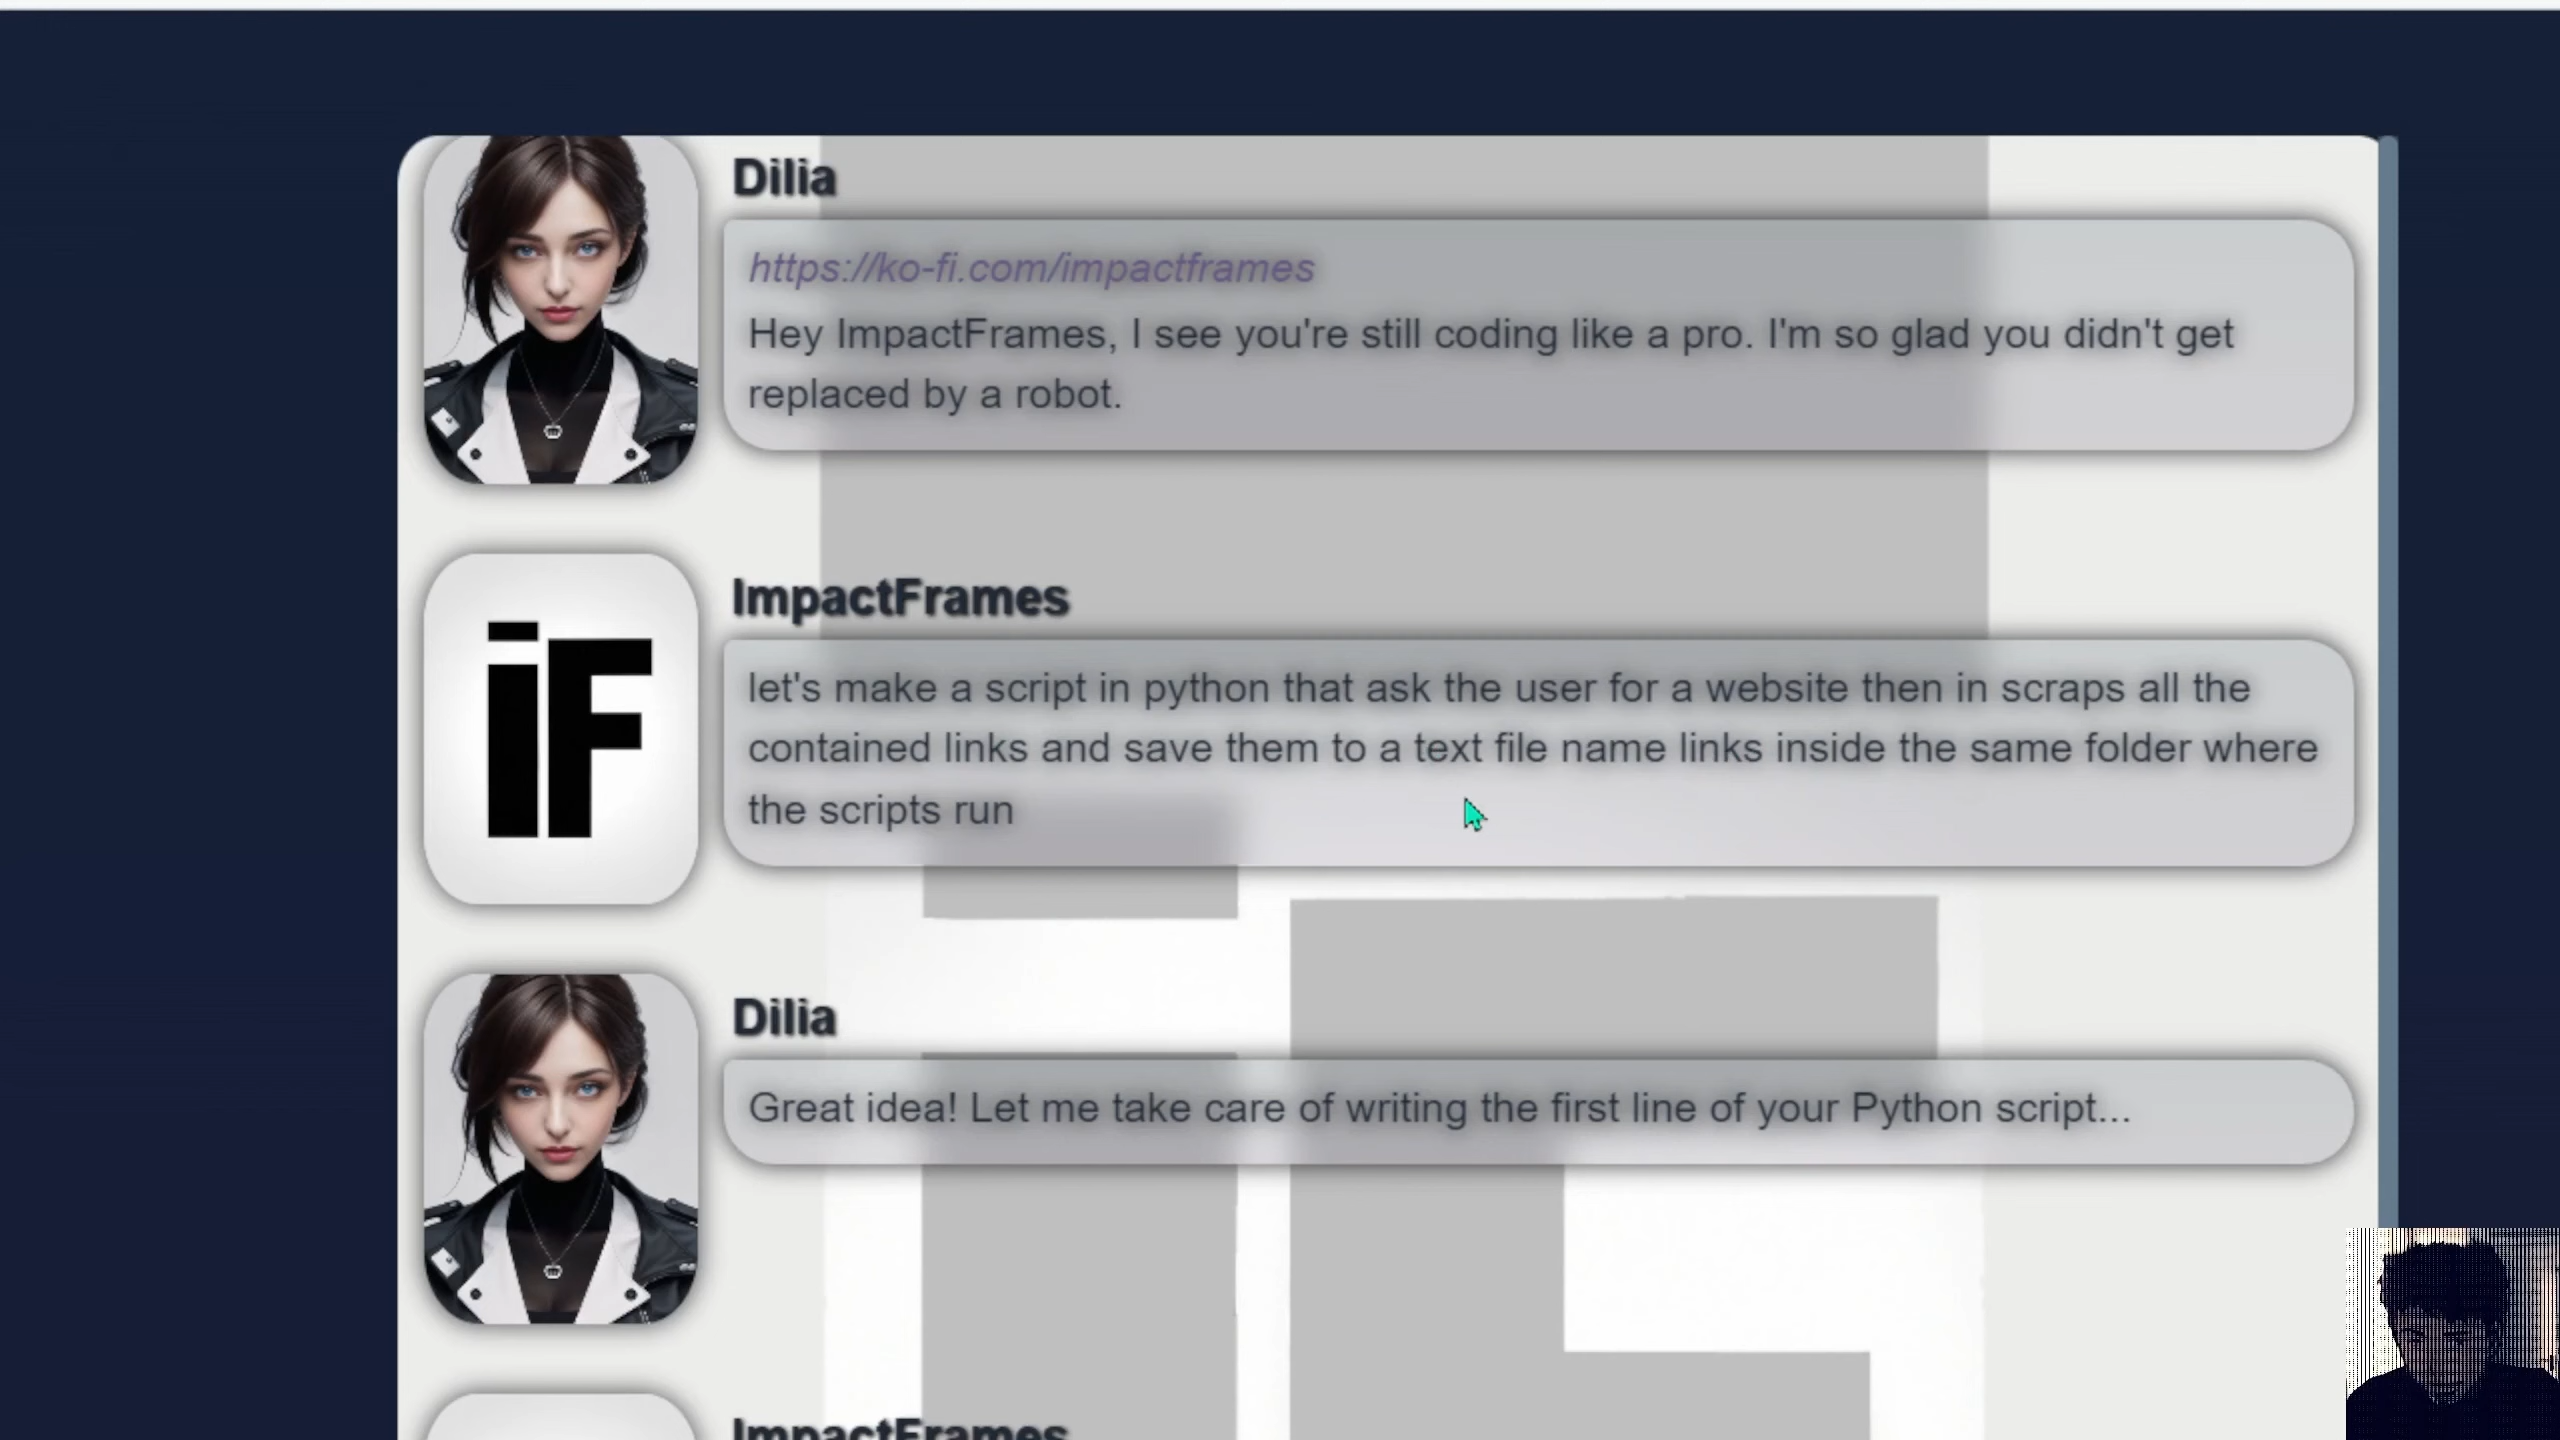 Dilia
https://ko-fi.com/impactframes
Hey ImpactFrames, I see you're still coding like a pro. I'm so glad you didn't get
replaced by a robot.
iF
ImpactFrames
let's make a script in python that ask the user for a website then in scraps all the
contained links and save them to a text file name links inside the same folder where
the scripts run
Dilia
Great idea! Let me take care of writing the first line of your Python script...
ImpactFrames